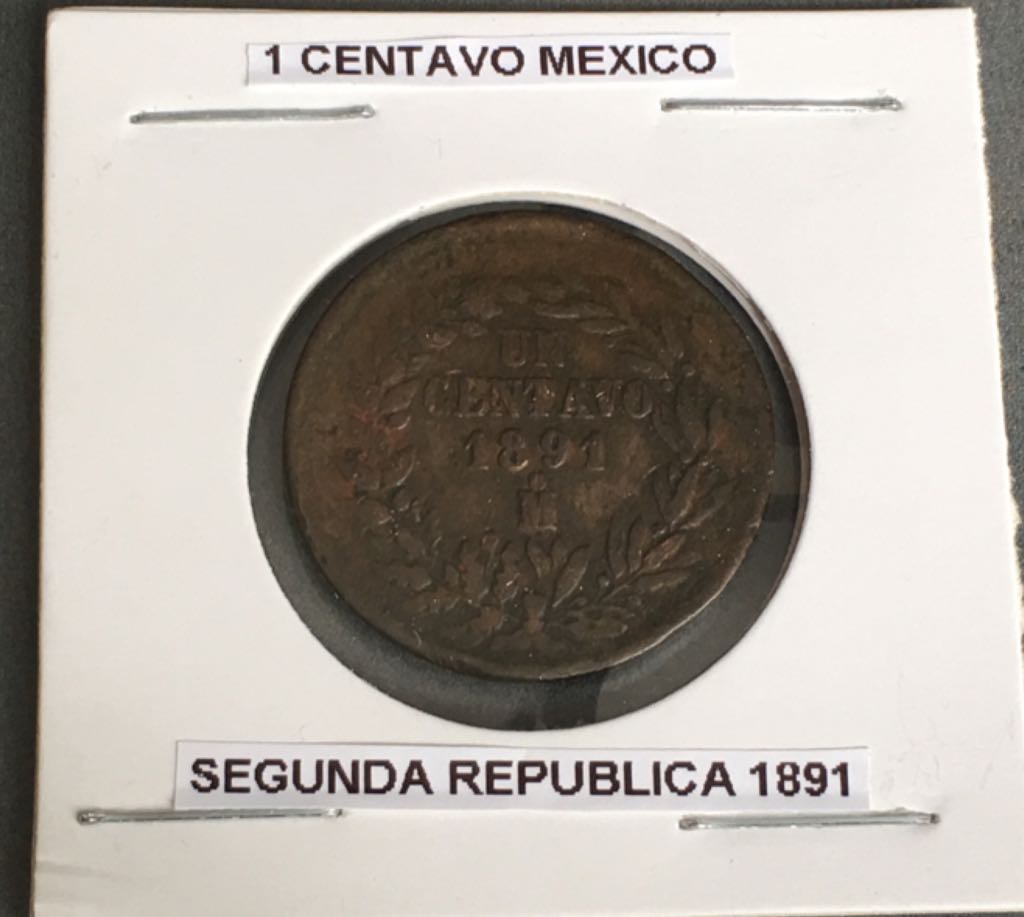 1 CENTAVO MEXICO
UN
CENTAVO
1891
M
SEGUNDA REPUBLICA 1891